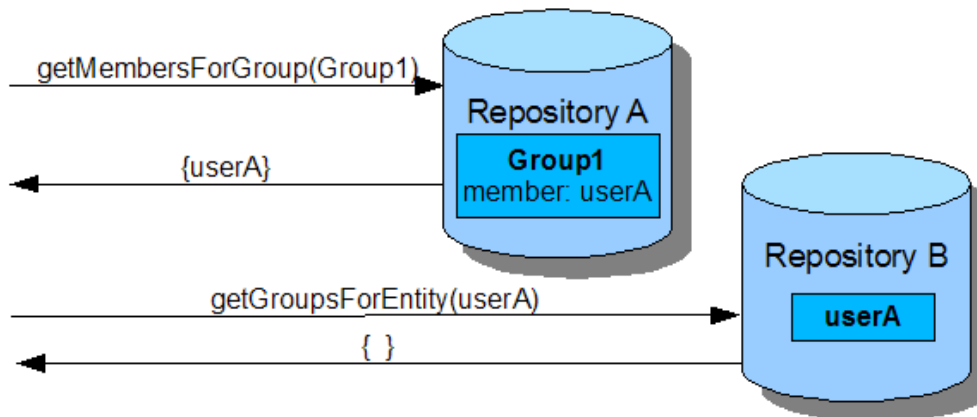 getMembersForGroup(Group1)
Repository A
Group1
member: userA
{userA}
Repository B
userA
getGroupsForEntity(userA)
{ }